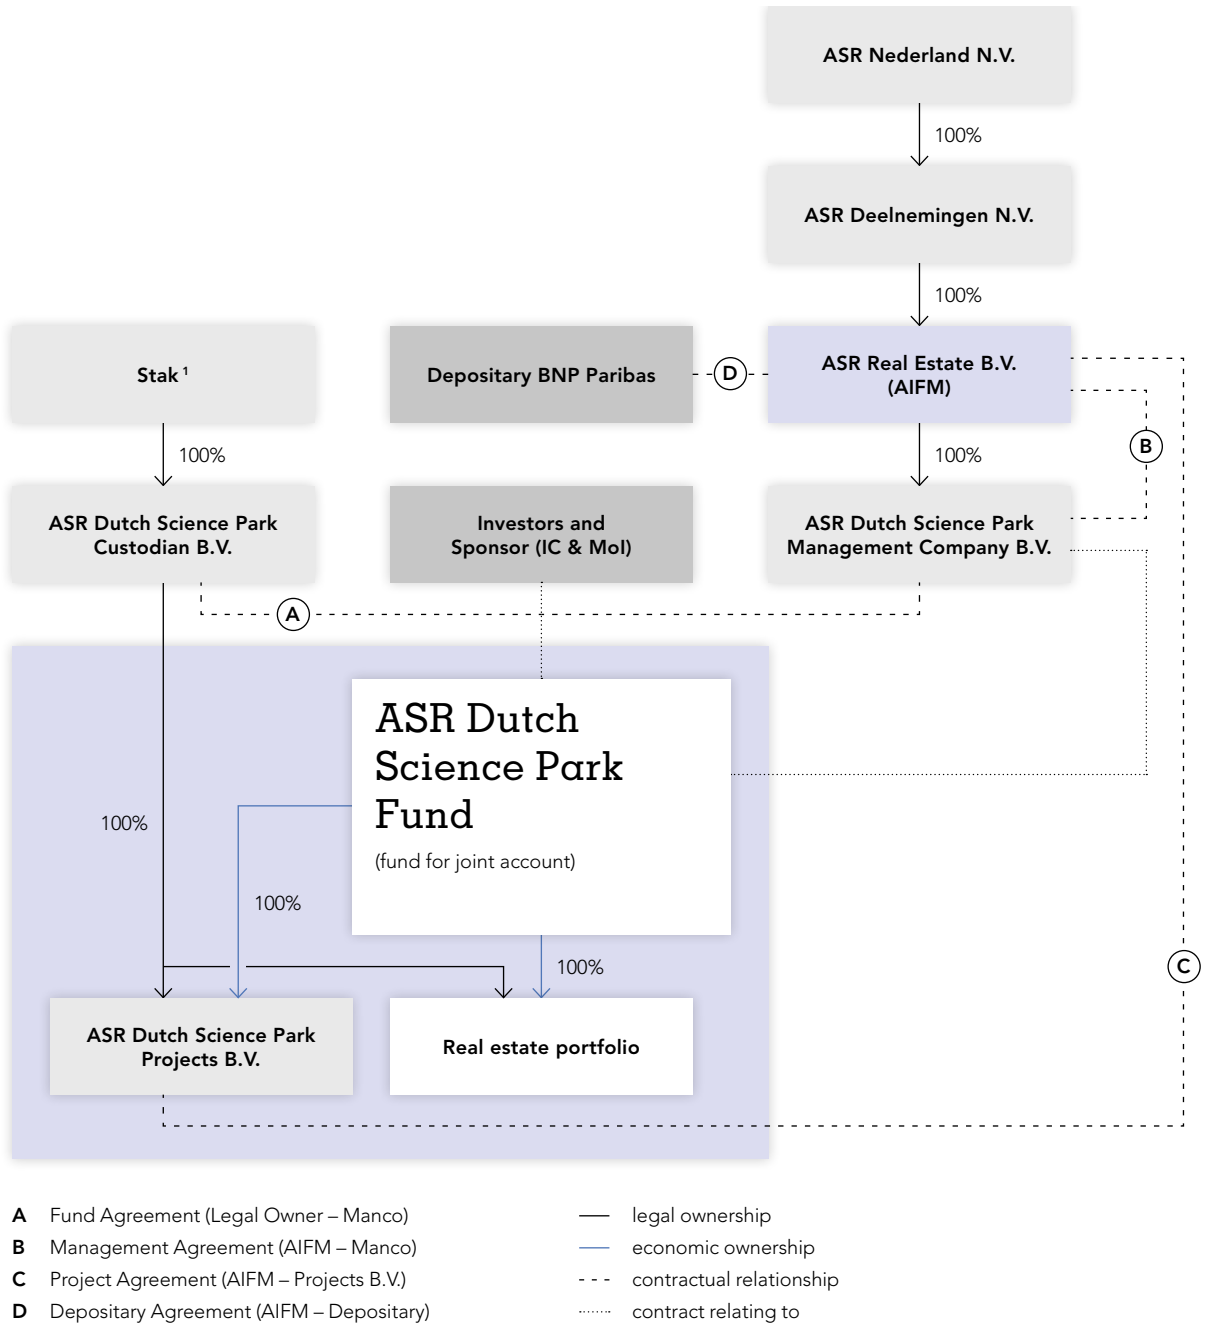 ASR Nederland N.V.
100%
ASR Deelnemingen N.V.
100%
Stak ¹
Depositary BNP Paribas
D
ASR Real Estate B.V.
(AIFM)
100%
100%
B
ASR Dutch Science Park
Custodian B.V.
Investors and
Sponsor (IC & MoI)
ASR Dutch Science Park
Management Company B.V.
A
ASR Dutch
Science Park
Fund
(fund for joint account)
100%
100%
100%
C
ASR Dutch Science Park
Projects B.V.
Real estate portfolio
A Fund Agreement (Legal Owner – Manco)
B Management Agreement (AIFM – Manco)
C Project Agreement (AIFM – Projects B.V.)
D Depositary Agreement (AIFM – Depositary)
legal ownership
economic ownership
contractual relationship
contract relating to